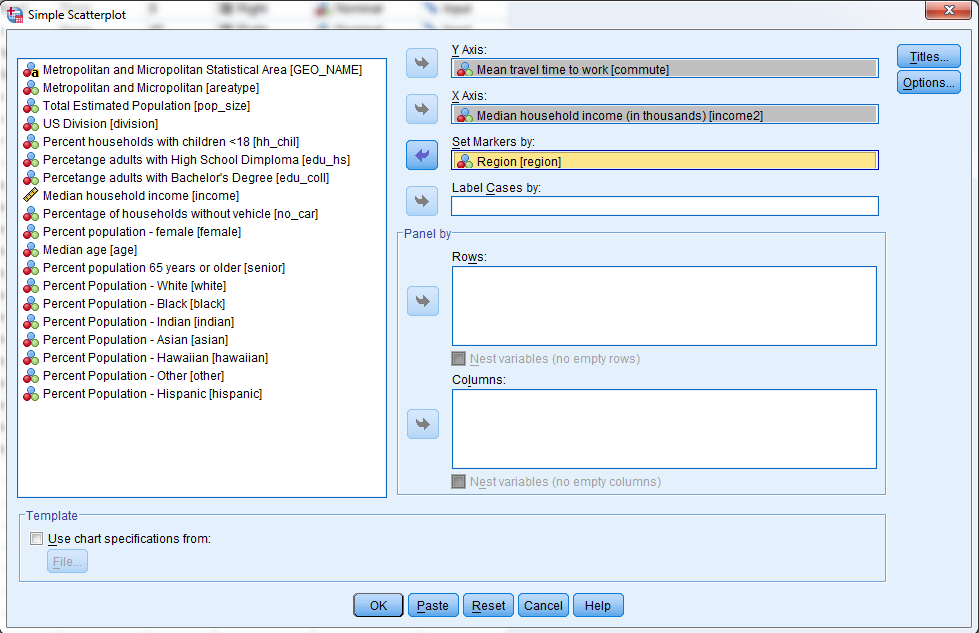 Simple Scatterplot
Metropolitan and Micropolitan Statistical Area [GEO_NAME]
Metropolitan and Micropolitan [areatype]
Total Estimated Population [pop_size]
US Division [division]
Percent households with children <18 [hh_chil]
Percetange adults with High School Dimploma [edu_hs]
Percetange adults with Bachelor's Degree [edu_coll]
Median household income [income]
Percentage of households without vehicle [no_car]
Percent population - female [female]
Median age [age]
Percent population 65 years or older [senior]
Percent Population - White [white]
Percent Population - Black [black]
Percent Population - Indian [indian]
Percent Population - Asian [asian]
Percent Population - Hawaiian [hawaiian]
Percent Population - Other [other]
Percent Population - Hispanic [hispanic]
Y Axis:
Mean travel time to work [commute]
X Axis:
Median household income (in thousands) [income2]
Set Markers by:
Region [region]
Label Cases by:
Panel by
Rows:
Nest variables (no empty rows)
Columns:
Nest variables (no empty columns)
Titles...
Options...
Template
Use chart specifications from:
File...
OK
Paste
Reset
Cancel
Help